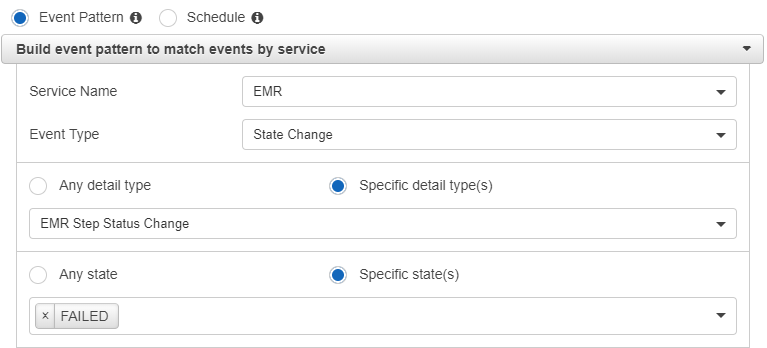 Event Pattern Schedule
Build event pattern to match events by service
Service Name EMR
Event Type State Change
Any detail type Specific detail type(s)
EMR Step Status Change
Any state Specific state(s)
× FAILED